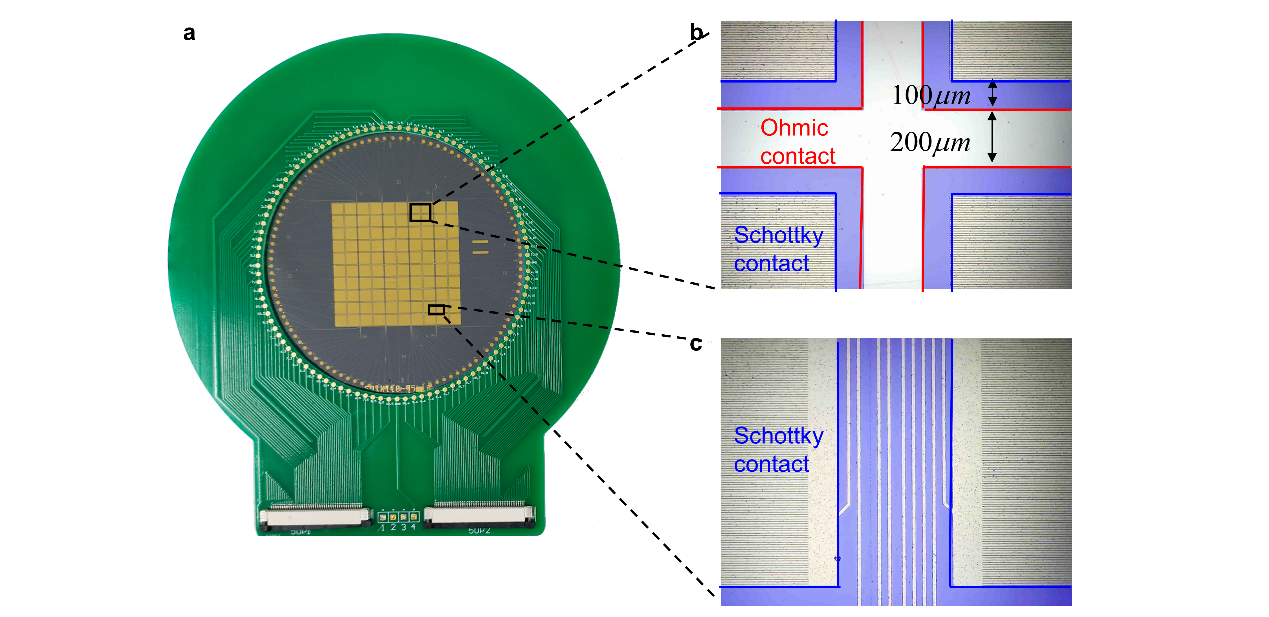 a
b
100μm
Ohmic
contact
200μm
Schottky
contact
c
Schottky
contact
1 2 3 4
50P1
50P2